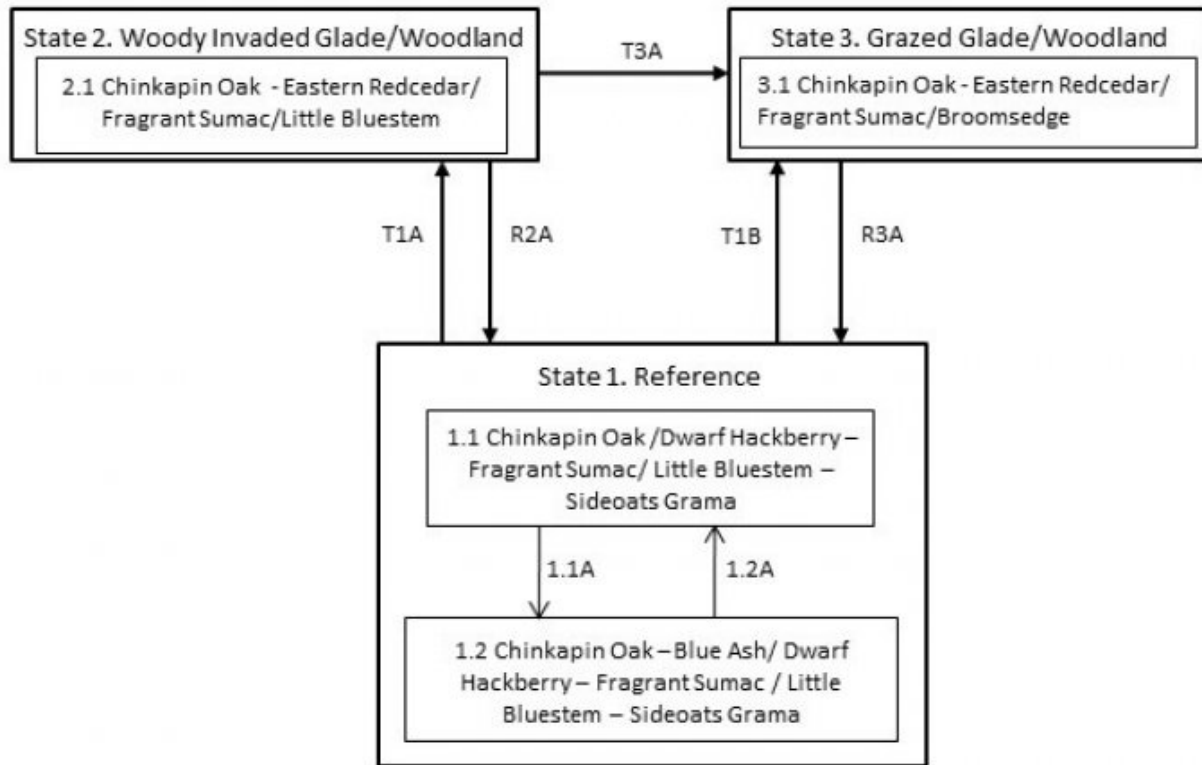 State 2. Woody Invaded Glade/Woodland
2.1 Chinkapin Oak - Eastern Redcedar/
Fragrant Sumac/Little Bluestem
T3A
State 3. Grazed Glade/Woodland
3.1 Chinkapin Oak - Eastern Redcedar/
Fragrant Sumac/Broomsedge
T1A
R2A
T1B
R3A
State 1. Reference
1.1 Chinkapin Oak /Dwarf Hackberry –
Fragrant Sumac/ Little Bluestem –
Sideoats Grama
1.1A
1.2A
1.2 Chinkapin Oak – Blue Ash/ Dwarf
Hackberry – Fragrant Sumac / Little
Bluestem – Sideoats Grama